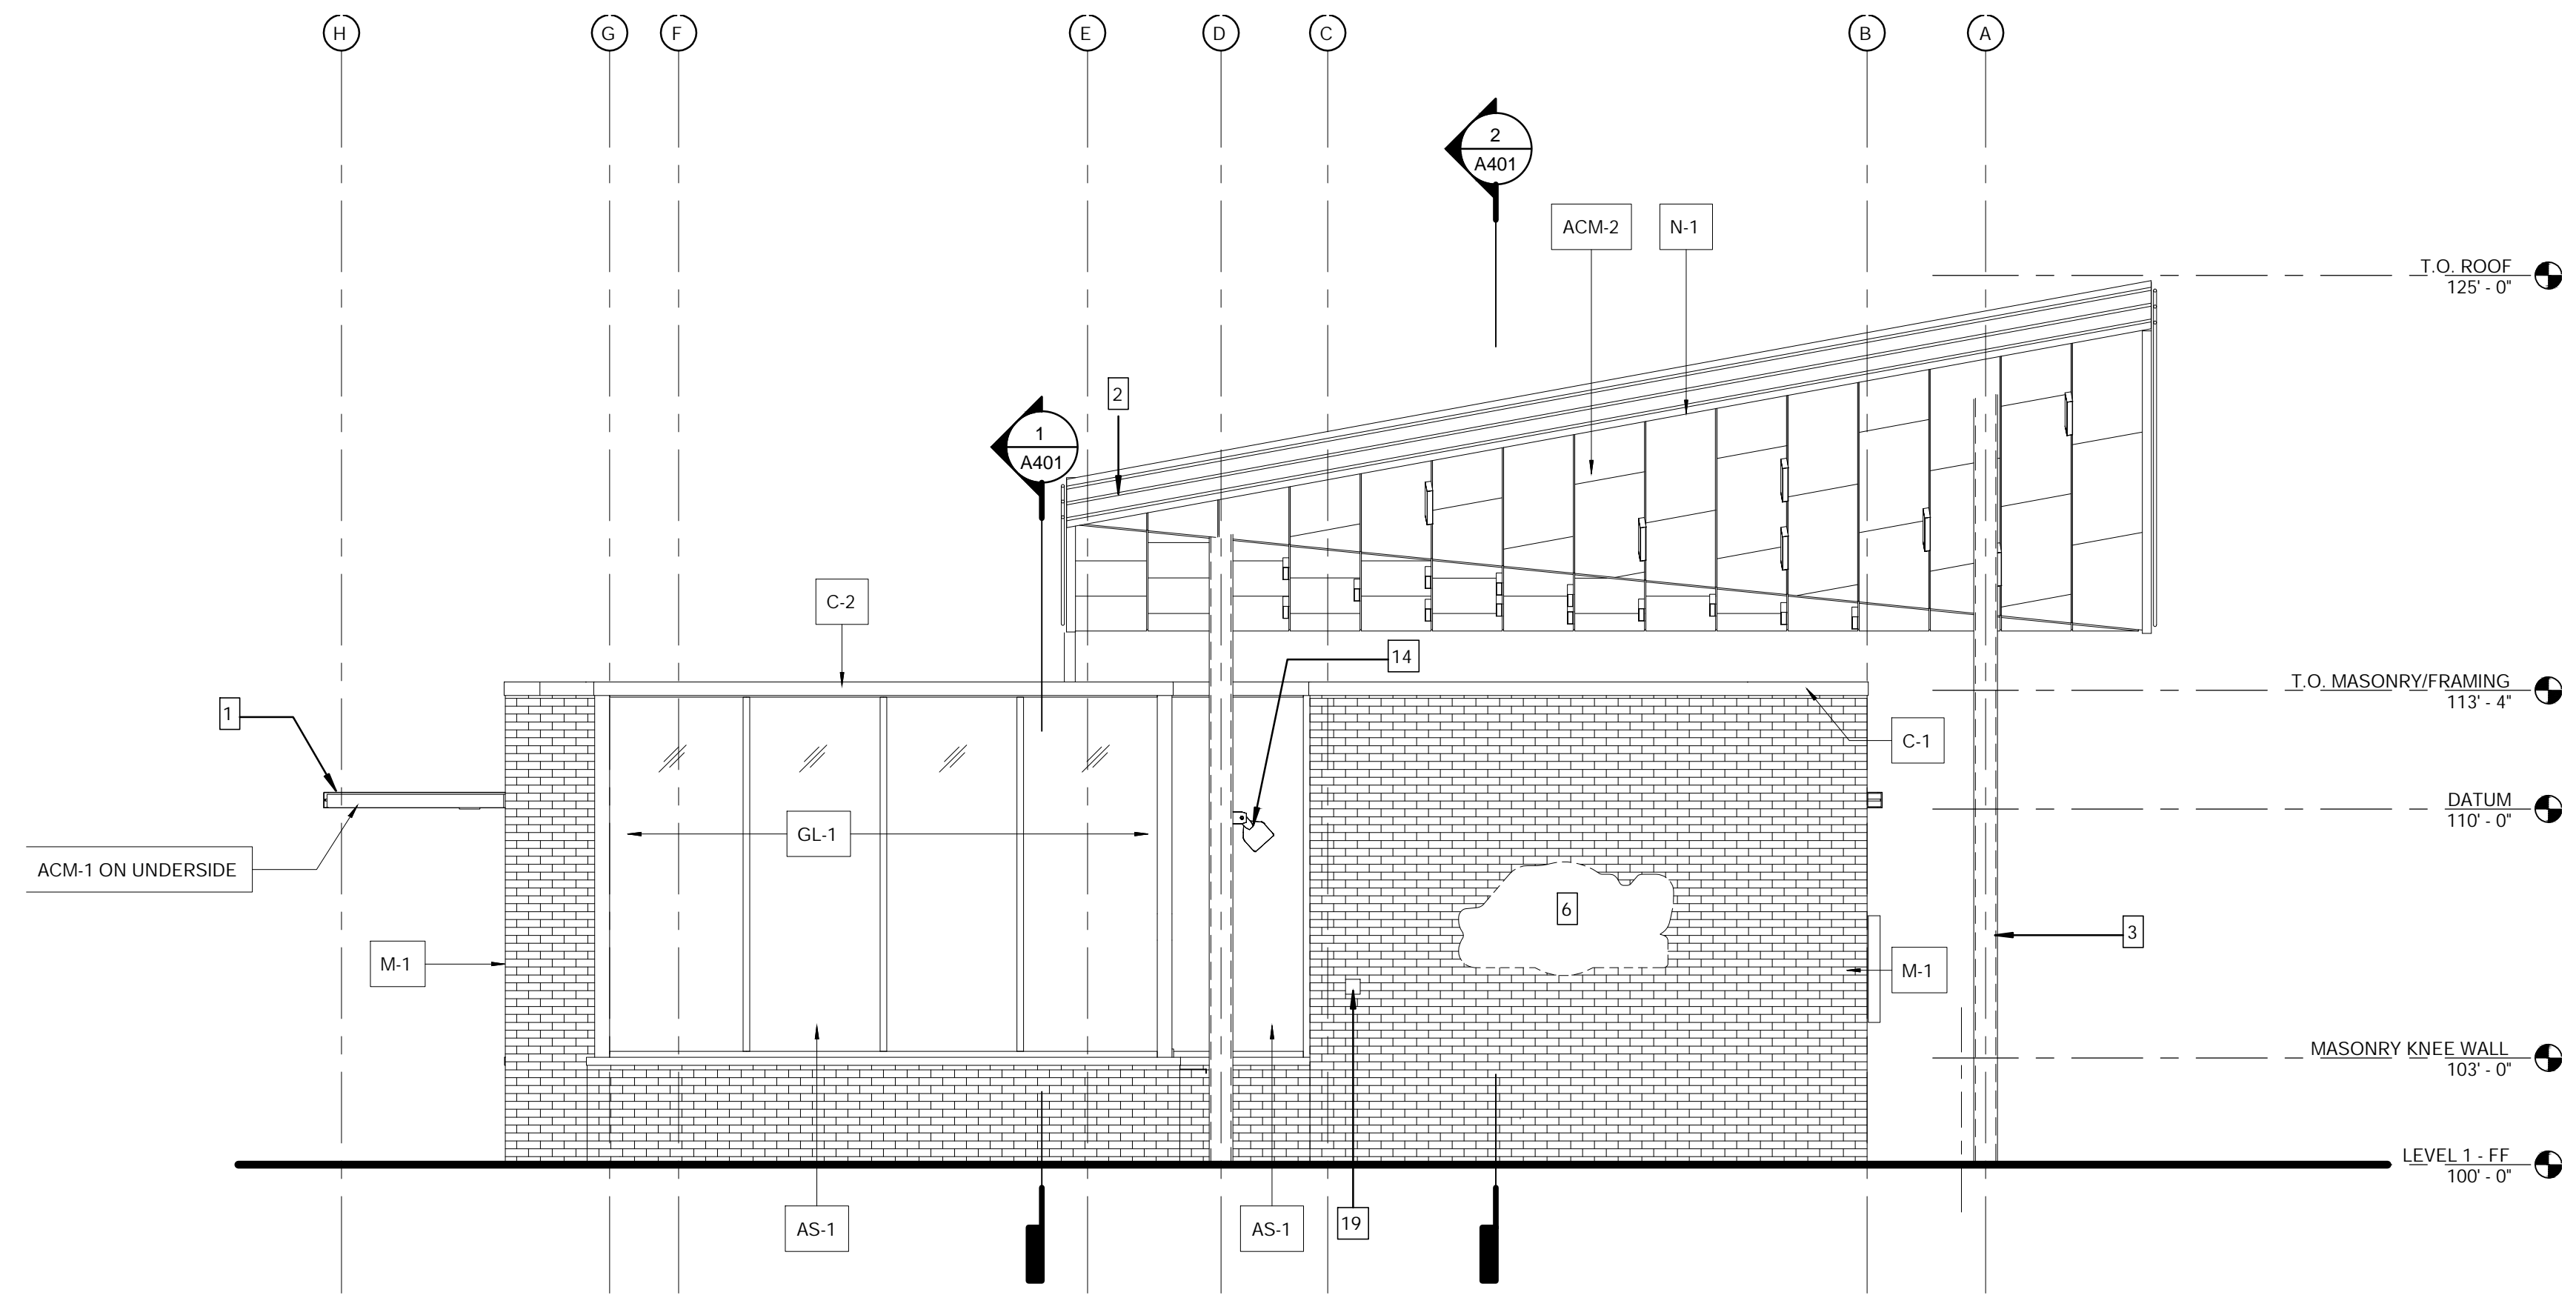 H
G
F
E
D
C
B
A
2
A401
ACM-2
N-1
T.O. ROOF
125' - 0"
2
1
A401
C-2
14
T.O. MASONRY/FRAMING
113' - 4"
1
C-1
DATUM
110' - 0"
GL-1
ACM-1 ON UNDERSIDE
6
3
M-1
M-1
MASONRY KNEE WALL
103' - 0"
LEVEL 1 - FF
100' - 0"
AS-1
AS-1
19